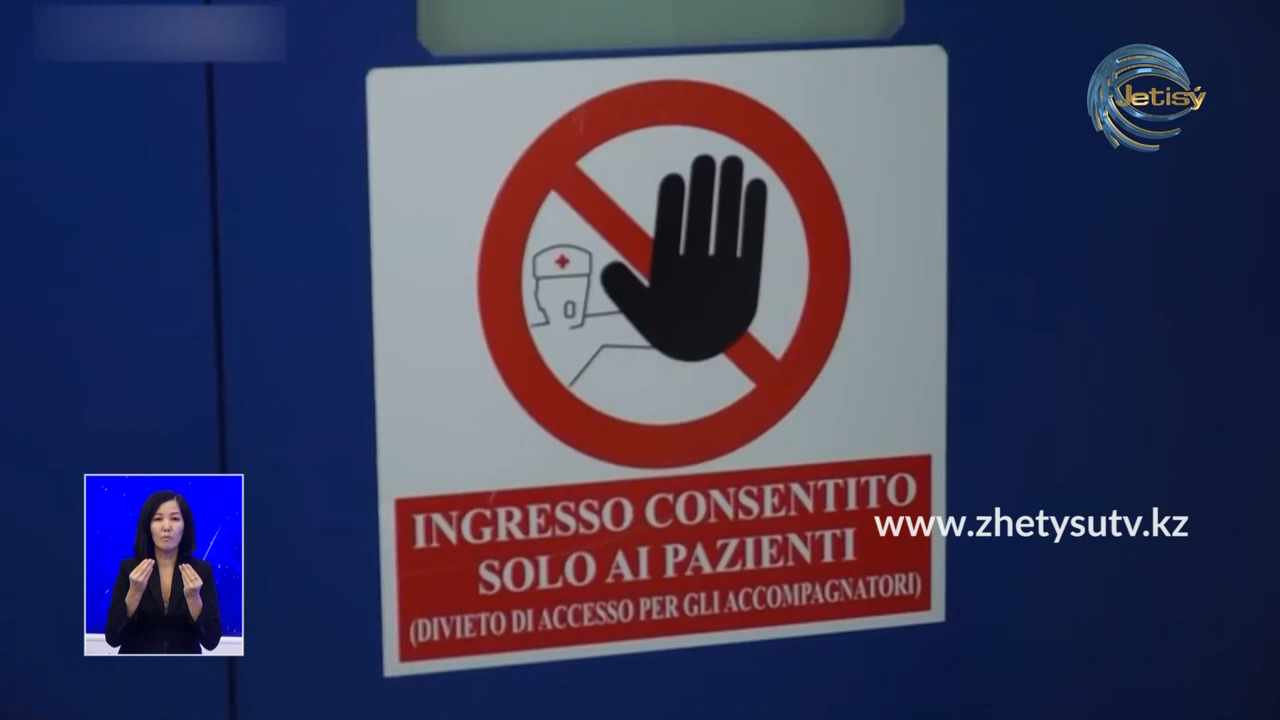 Jetisý
INGRESSO CONSENTITO
SOLO AI PAZIENTI
(DIVIETO DI ACCESSO PER GLI ACCOMPAGNATORI)
www.zhetysutv.kz